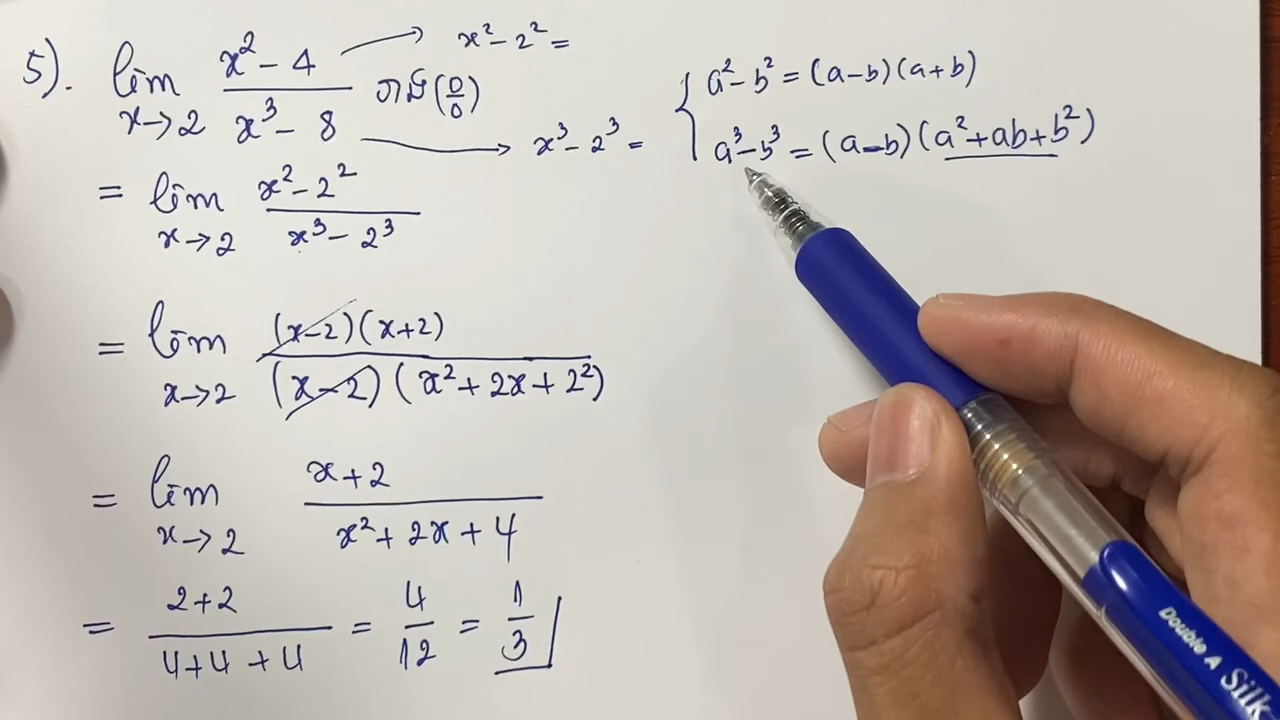 5). lim x→2 (x² - 4)/(x³ - 8) (0/0)
x² - 2² =
x³ - 2³ =
{ a² - b² = (a - b)(a + b)
a³ - b³ = (a - b)(a² + ab + b²)
= lim x→2 (x² - 2²)/(x³ - 2³)
= lim x→2 (x - 2)(x + 2)/(x - 2)(x² + 2x + 2²)
= lim x→2 (x + 2)/(x² + 2x + 4)
= (2 + 2)/(4 + 4 + 4) = 4/12 = 1/3
Double A Silk